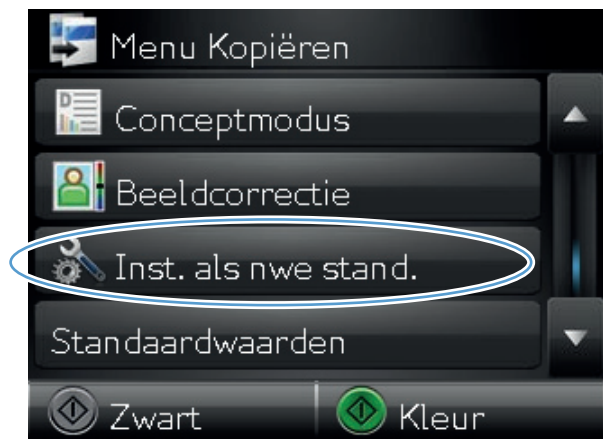 Menu Kopiëren
Conceptmodus
Beeldcorrectie
Inst. als nwe stand.
Standaardwaarden
Zwart Kleur